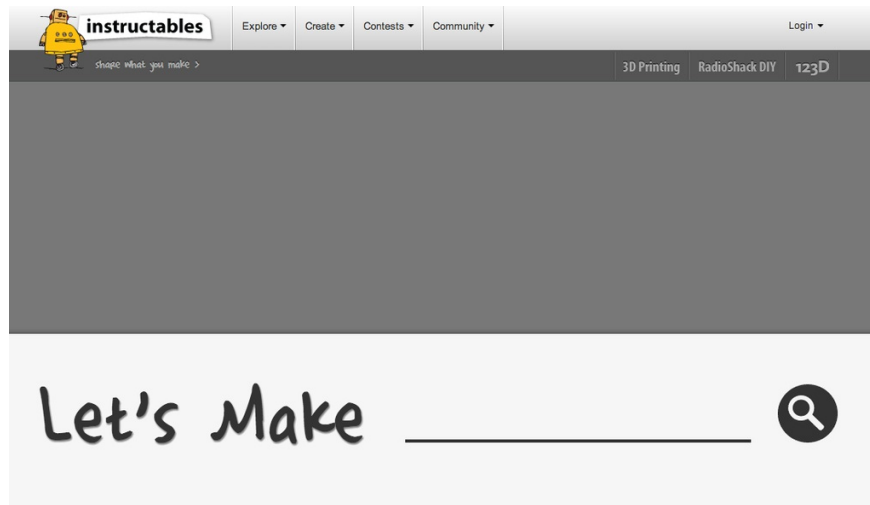 instructables Explore Create Contests Community Login
shape what you make > 3D Printing RadioShack DIY 123D
Let's Make